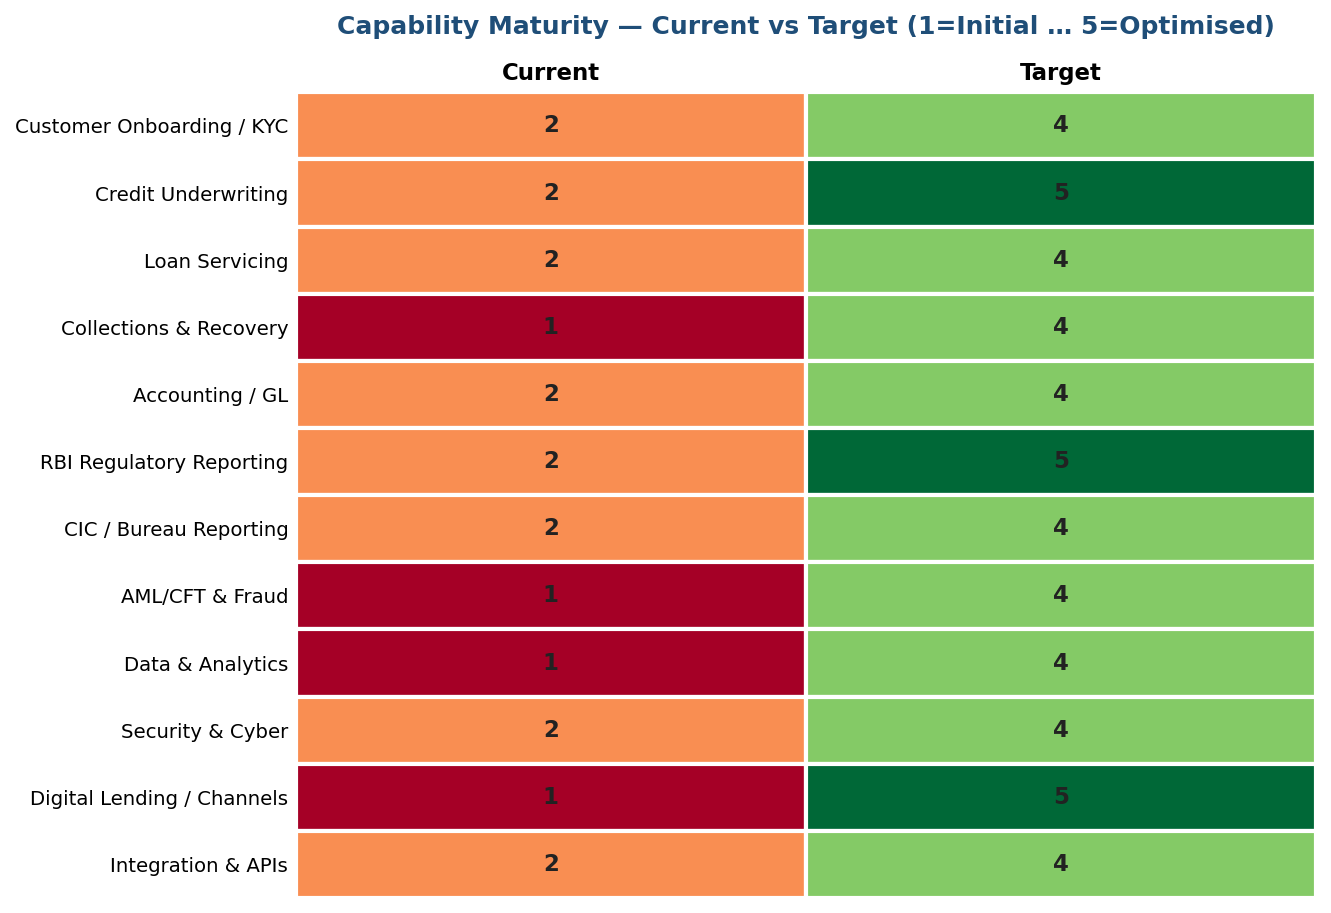 Capability Maturity — Current vs Target (1=Initial ... 5=Optimised)
Current Target
Customer Onboarding / KYC 2 4
Credit Underwriting 2 5
Loan Servicing 2 4
Collections & Recovery 1 4
Accounting / GL 2 4
RBI Regulatory Reporting 2 5
CIC / Bureau Reporting 2 4
AML/CFT & Fraud 1 4
Data & Analytics 1 4
Security & Cyber 2 4
Digital Lending / Channels 1 5
Integration & APIs 2 4